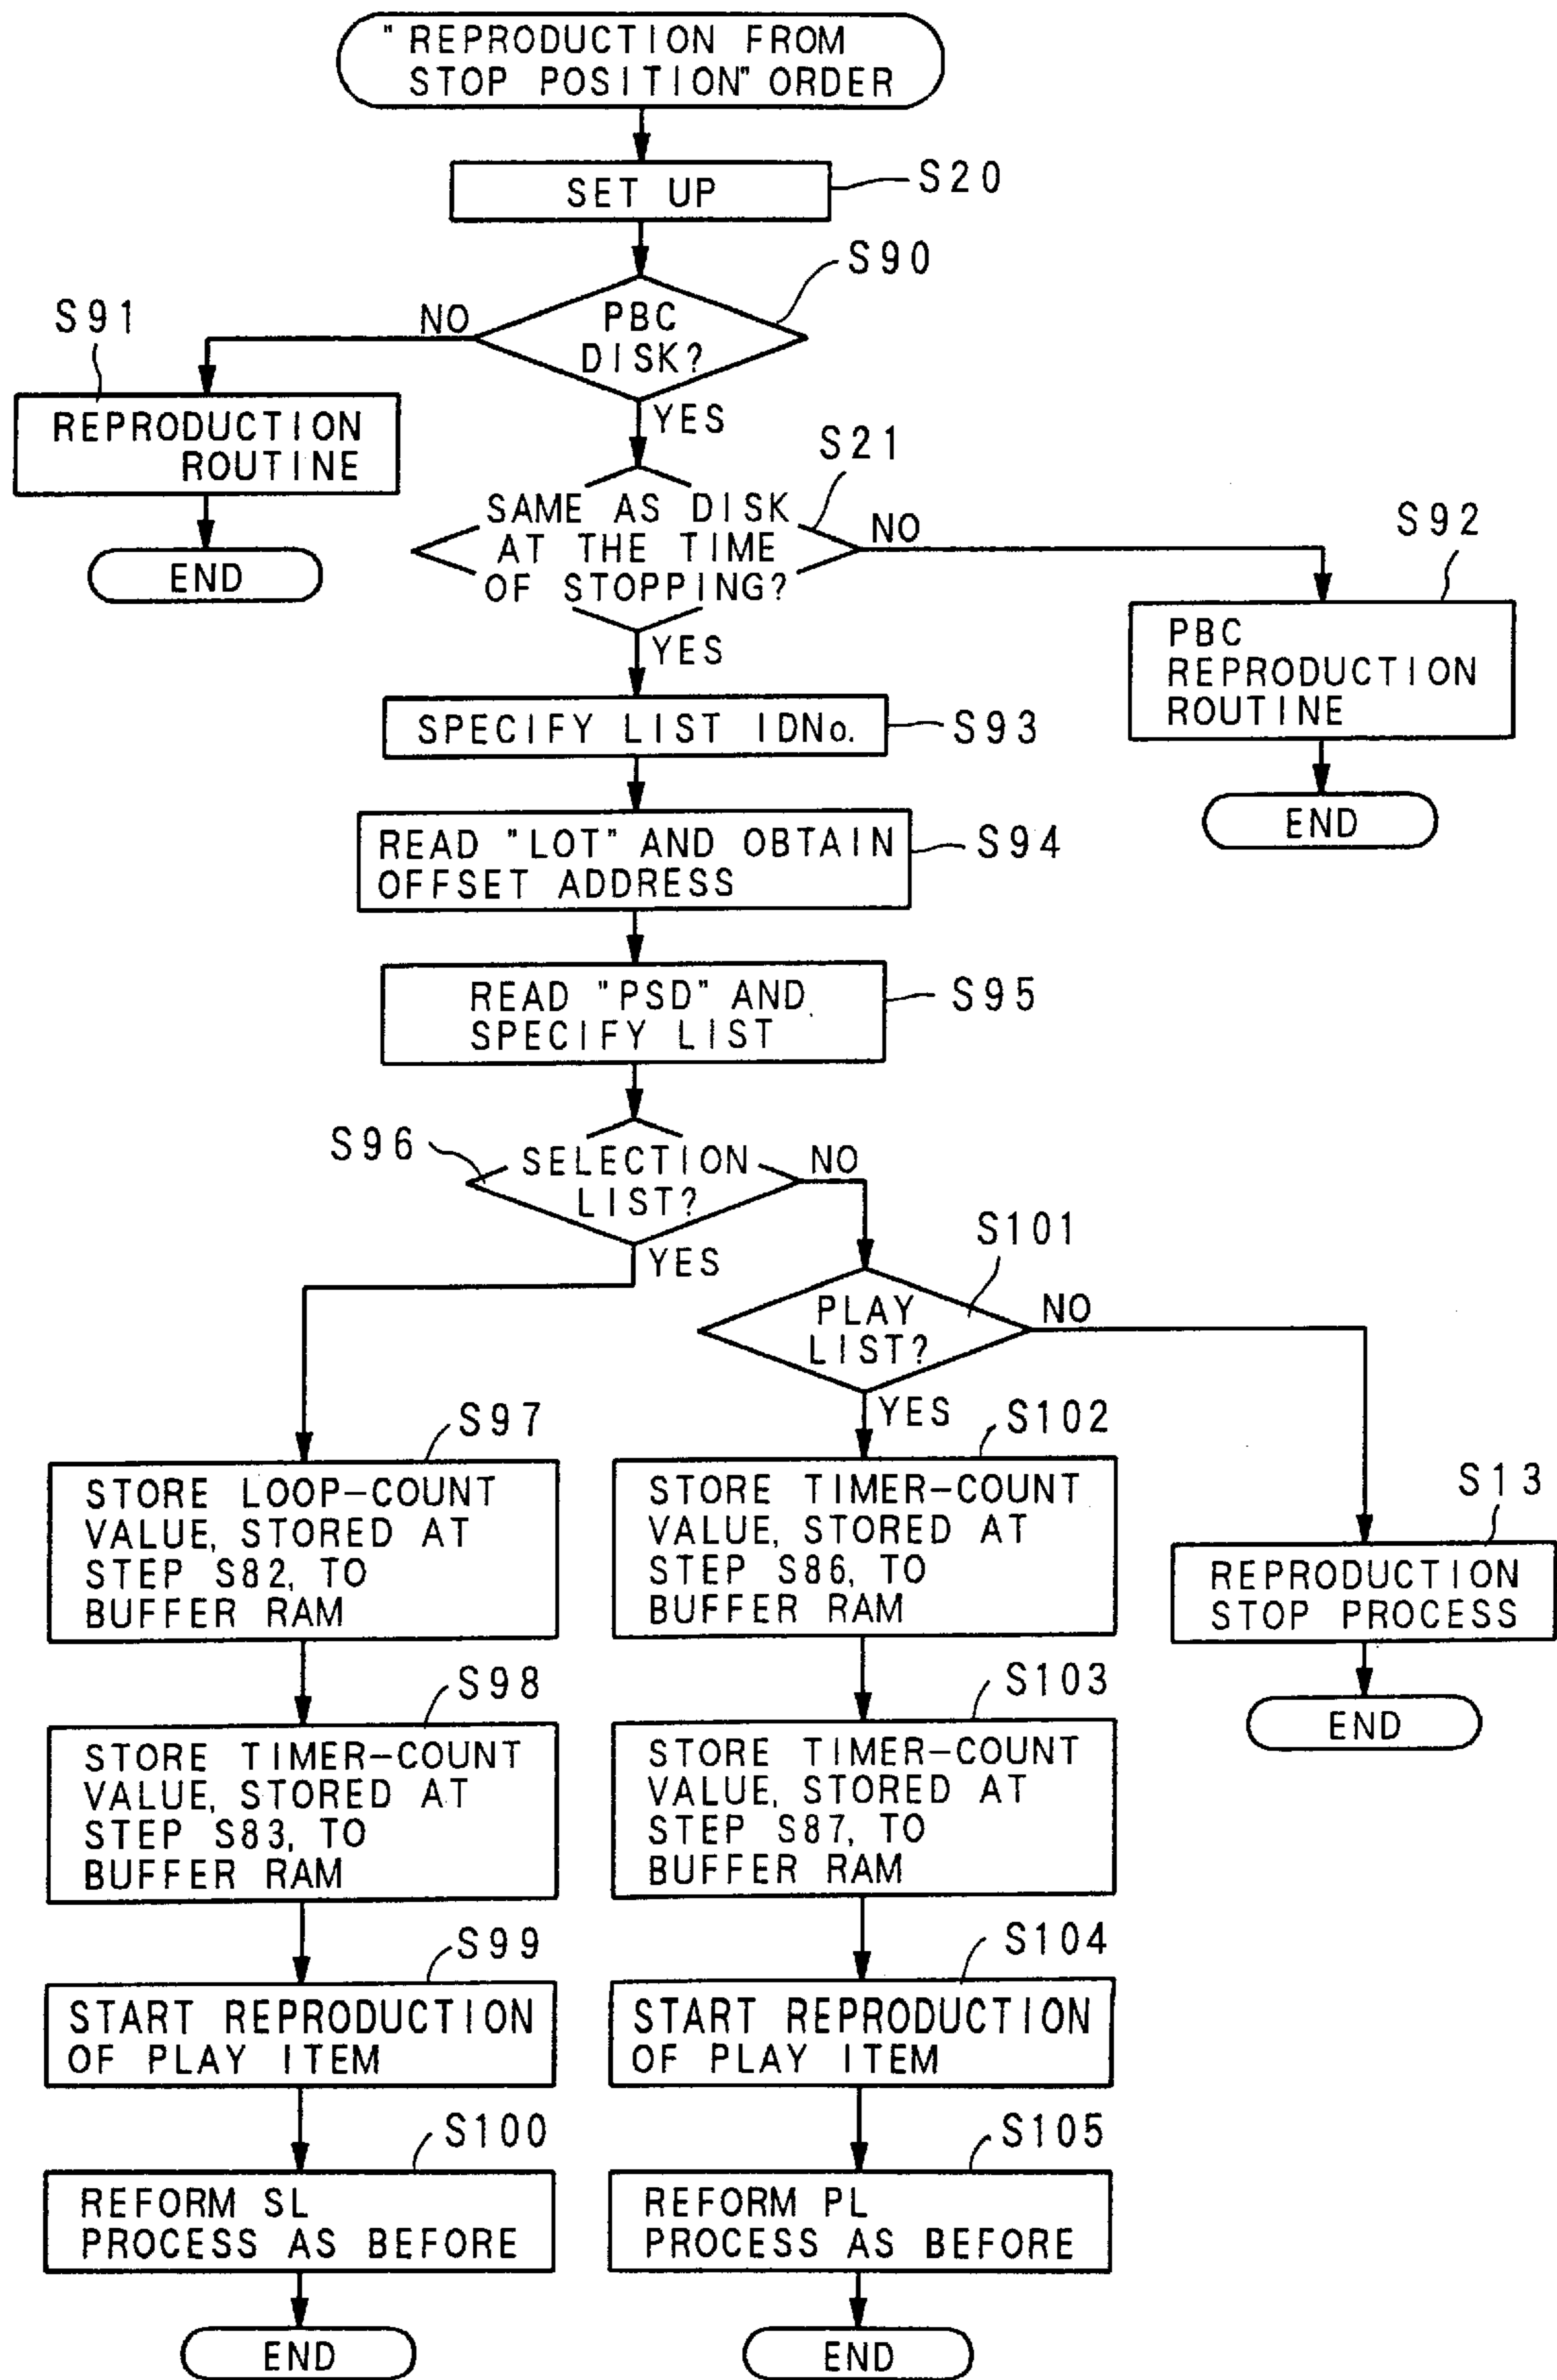 "REPRODUCTION FROM
STOP POSITION" ORDER
SET UP
S20
S90
PBC
DISK?
NO
YES
S91
REPRODUCTION
ROUTINE
END
S21
SAME AS DISK
AT THE TIME
OF STOPPING?
NO
YES
S92
PBC
REPRODUCTION
ROUTINE
END
SPECIFY LIST IDNo.
S93
READ "LOT" AND OBTAIN
OFFSET ADDRESS
S94
READ "PSD" AND
SPECIFY LIST
S95
S96
SELECTION
LIST?
NO
YES
S101
PLAY
LIST?
NO
YES
S97
STORE LOOP-COUNT
VALUE, STORED AT
STEP S82, TO
BUFFER RAM
S102
STORE TIMER-COUNT
VALUE, STORED AT
STEP S86, TO
BUFFER RAM
S13
REPRODUCTION
STOP PROCESS
END
S98
STORE TIMER-COUNT
VALUE, STORED AT
STEP S83, TO
BUFFER RAM
S103
STORE TIMER-COUNT
VALUE, STORED AT
STEP S87, TO
BUFFER RAM
S99
START REPRODUCTION
OF PLAY ITEM
S104
START REPRODUCTION
OF PLAY ITEM
S100
REFORM SL
PROCESS AS BEFORE
S105
REFORM PL
PROCESS AS BEFORE
END
END